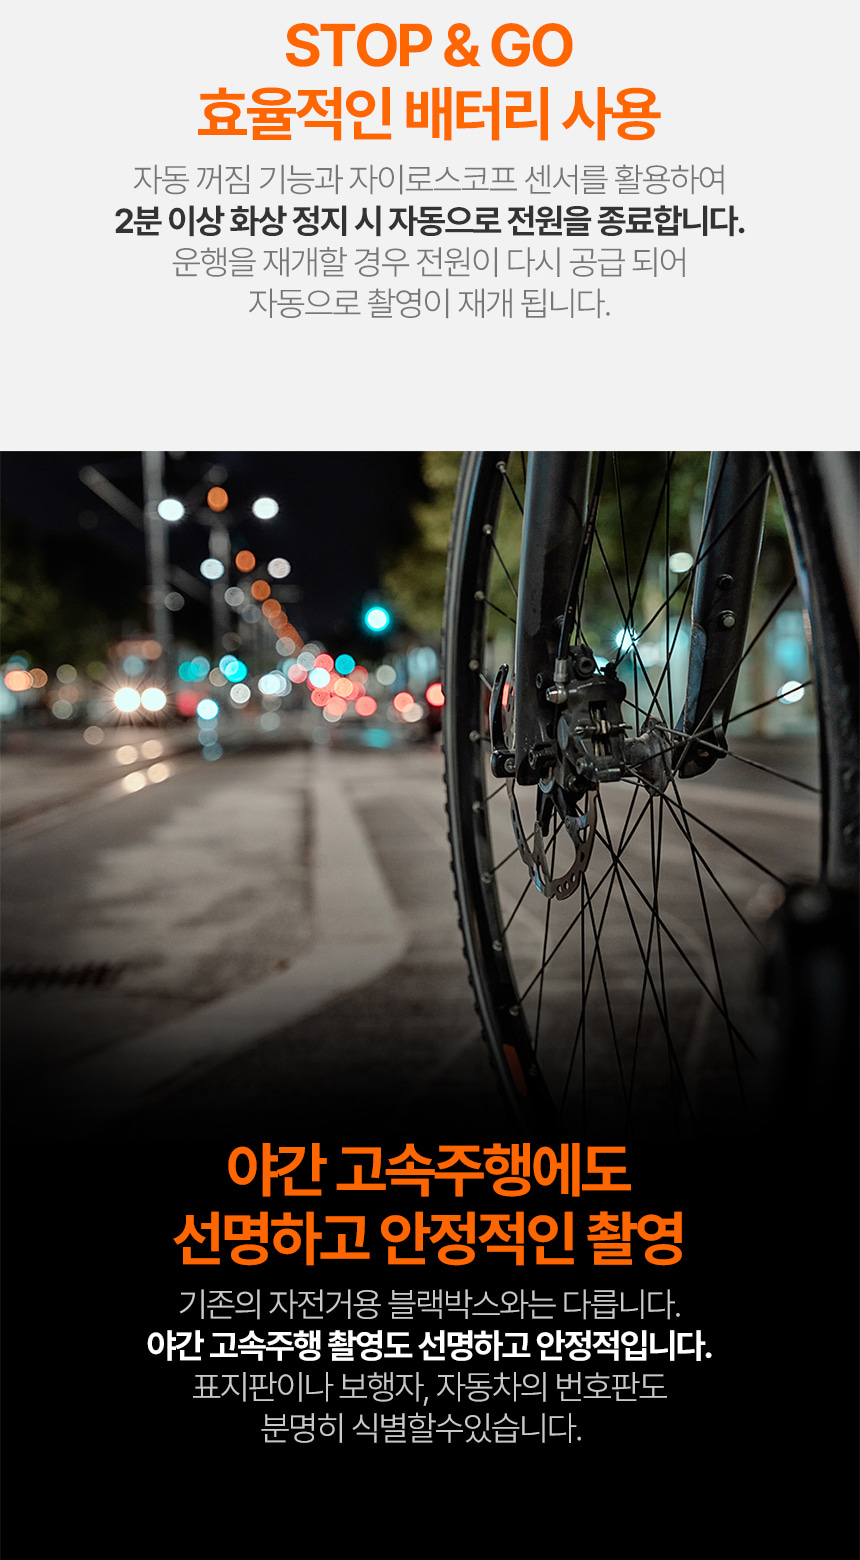 STOP & GO
효율적인 배터리 사용
자동 꺼짐 기능과 자이로스코프 센서를 활용하여
2분 이상 화상 정지 시 자동으로 전원을 종료합니다.
운행을 재개할 경우 전원이 다시 공급 되어
자동으로 촬영이 재개 됩니다.
야간 고속주행에도
선명하고 안정적인 촬영
기존의 자전거용 블랙박스와는 다릅니다.
야간 고속주행 촬영도 선명하고 안정적입니다.
표지판이나 보행자, 자동차의 번호판도
분명히 식별할수있습니다.